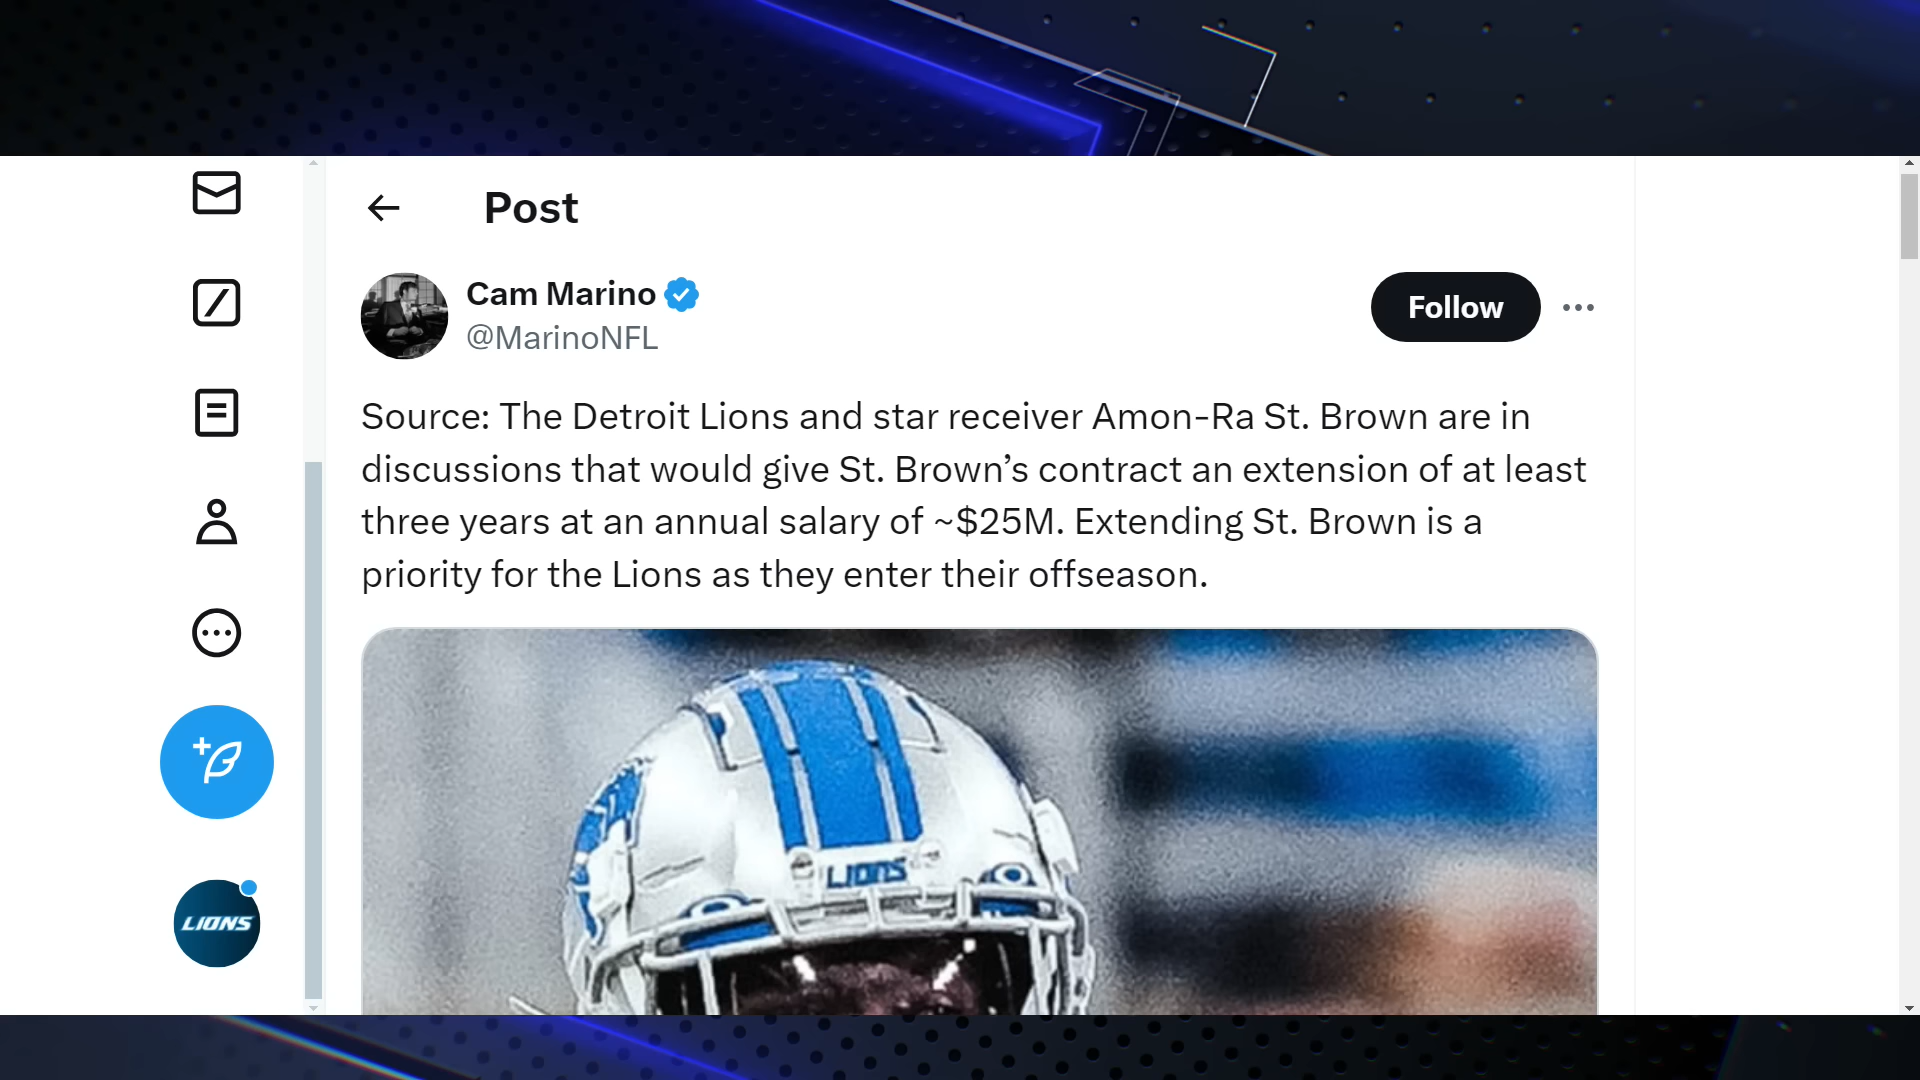 Post
Cam Marino
@MarinoNFL
Follow
Source: The Detroit Lions and star receiver Amon-Ra St. Brown are in
discussions that would give St. Brown’s contract an extension of at least
three years at an annual salary of ~$25M. Extending St. Brown is a
priority for the Lions as they enter their offseason.
LIONS
LIONS